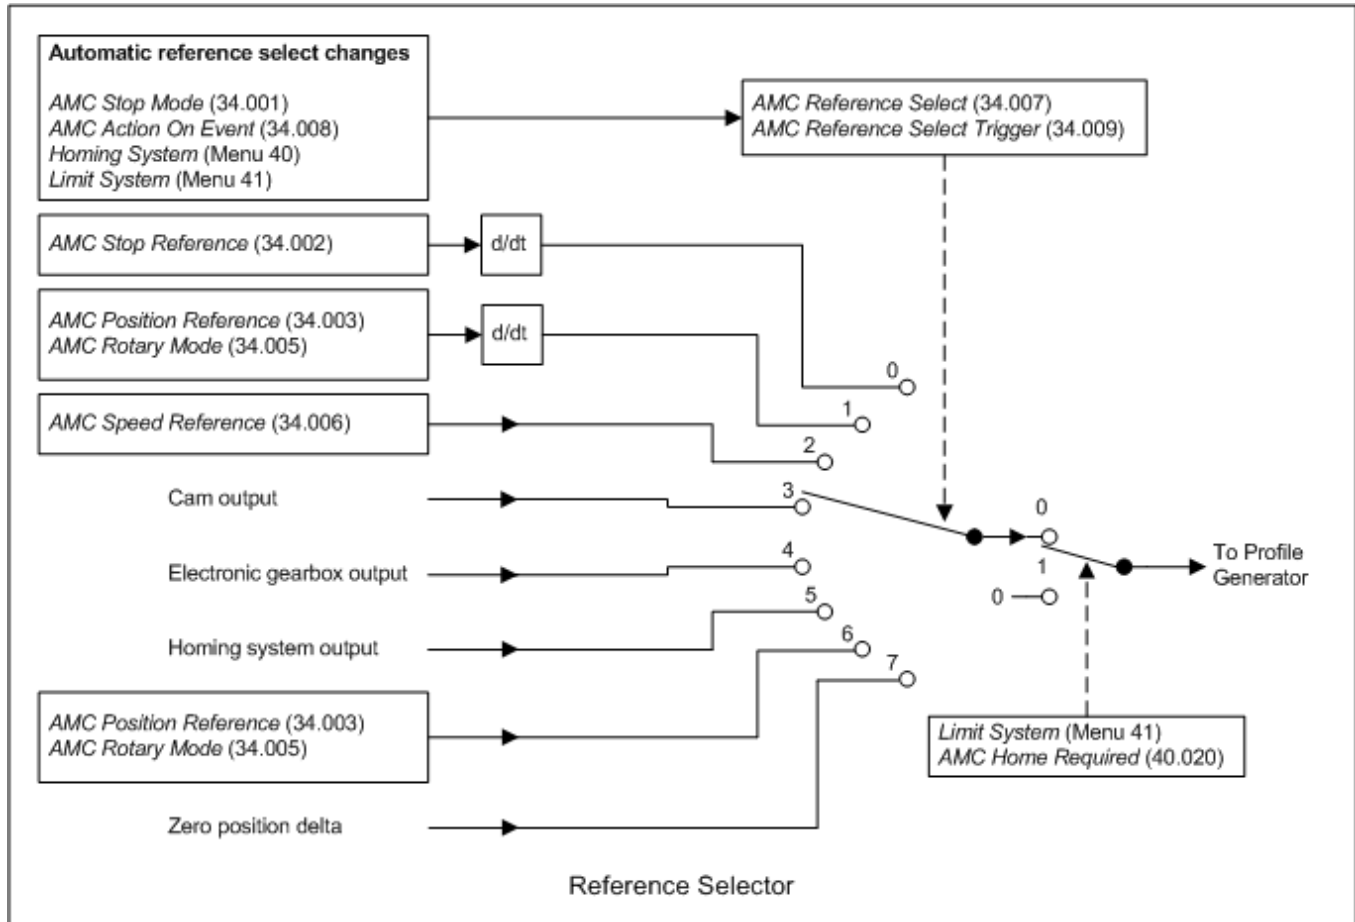 Automatic reference select changes
AMC Stop Mode (34.001)
AMC Action On Event (34.008)
Homing System (Menu 40)
Limit System (Menu 41)
AMC Reference Select (34.007)
AMC Reference Select Trigger (34.009)
AMC Stop Reference (34.002)
d/dt
AMC Position Reference (34.003)
AMC Rotary Mode (34.005)
d/dt
0
1
AMC Speed Reference (34.006)
2
Cam output
3
0
Electronic gearbox output
4
1
To Profile
Generator
5
0
Homing system output
6
7
AMC Position Reference (34.003)
AMC Rotary Mode (34.005)
Limit System (Menu 41)
AMC Home Required (40.020)
Zero position delta
Reference Selector